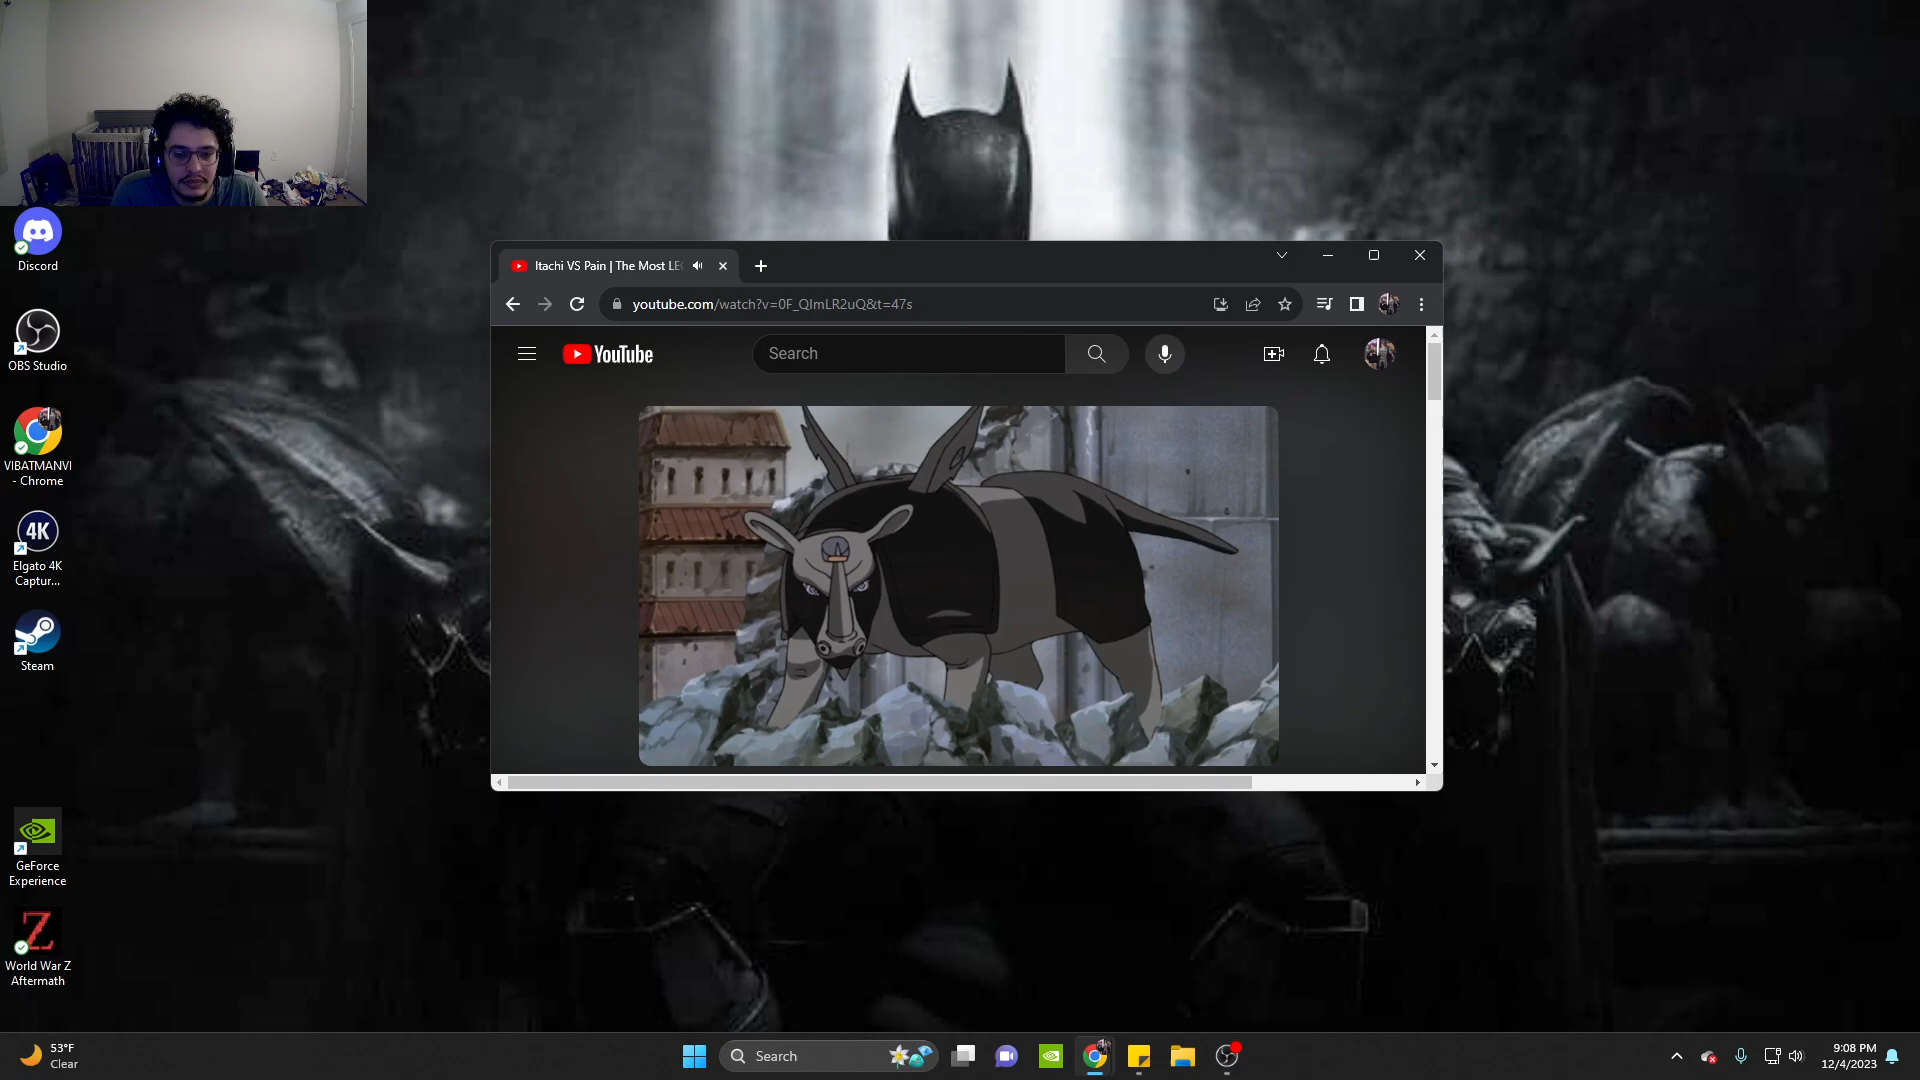 Discord
OBS Studio
VIBATMANVI
- Chrome
4K
Elgato 4K
Captur...
Steam
GeForce
Experience
Z
World War Z
Aftermath
Itachi VS Pain | The Most LEG
youtube.com/watch?v=0F_QlmLR2uQ&t=47s
YouTube
Search
53°F
Clear
Search
9:08 PM
12/4/2023